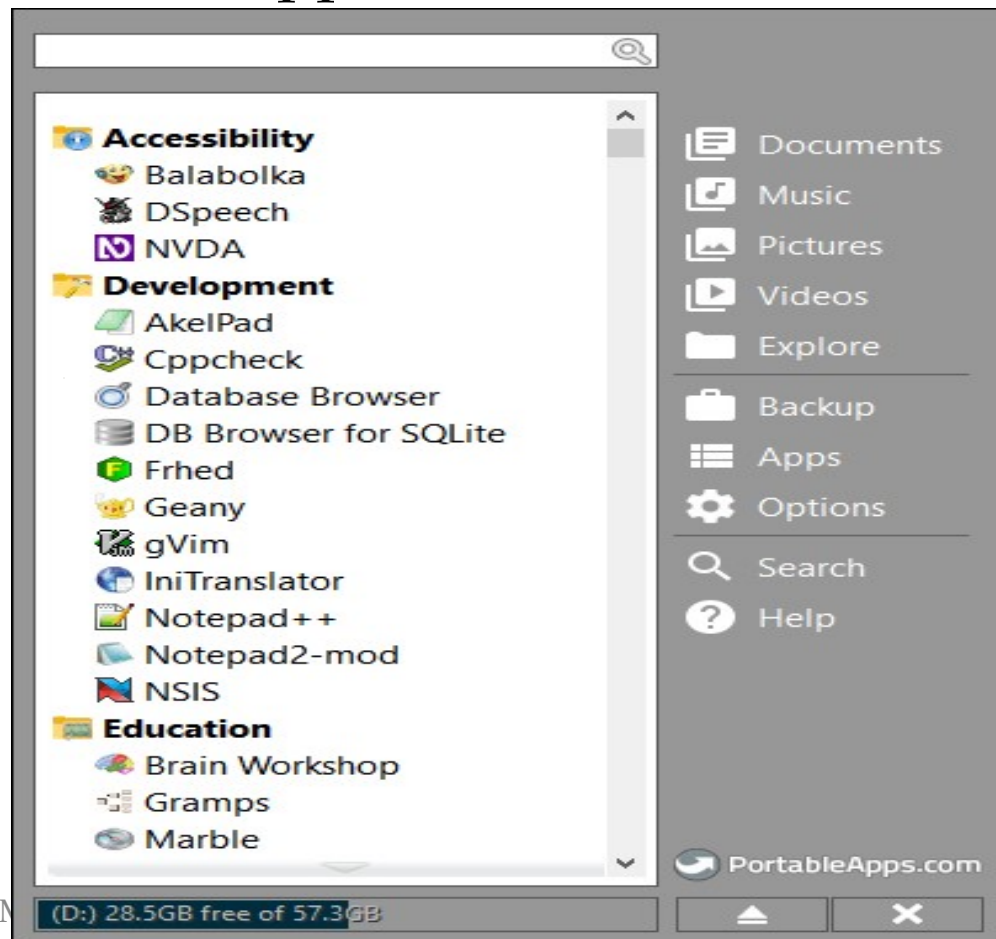 Accessibility
Balabolka
DSpeech
NVDA
Development
AkelPad
Cppcheck
Database Browser
DB Browser for SQLite
Frhed
Geany
gVim
IniTranslator
Notepad++
Notepad2-mod
NSIS
Education
Brain Workshop
Gramps
Marble
(D:) 28.5GB free of 57.3GB
Documents
Music
Pictures
Videos
Explore
Backup
Apps
Options
Search
Help
PortableApps.com